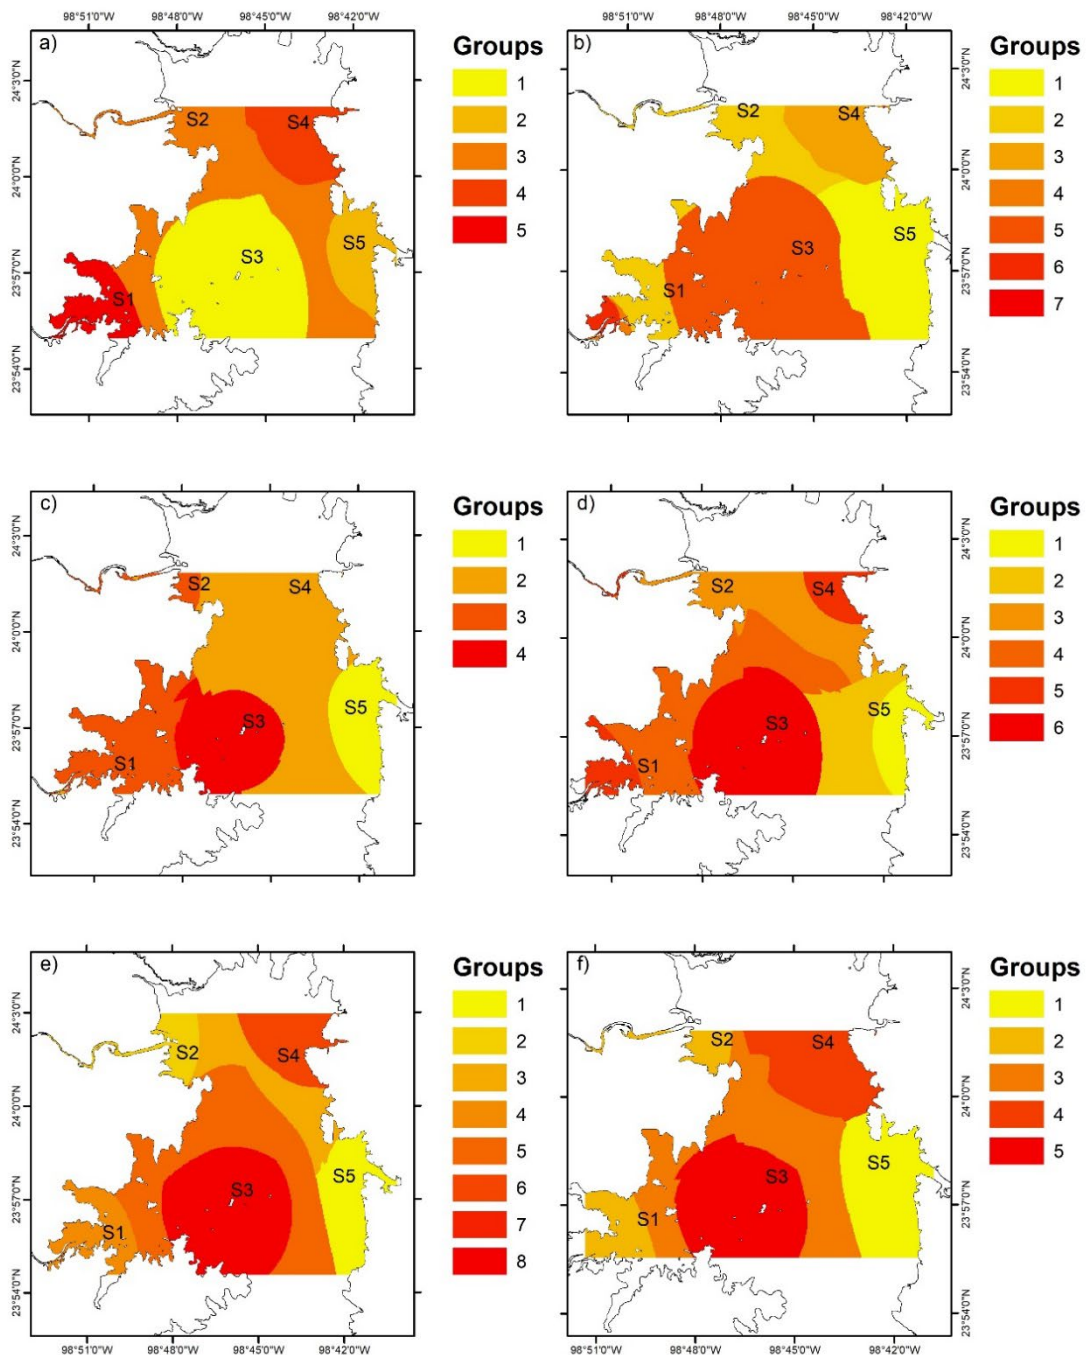 98°51'0"W 98°48'0"W 98°45'0"W 98°42'0"W
98°51'0"W 98°48'0"W 98°45'0"W 98°42'0"W
a)
24°3'0"N
24°0'0"N
23°57'0"N
23°54'0"N
S2
S4
S5
S3
S1
Groups
1
2
3
4
5
b)
S2
S4
S5
S3
S1
24°3'0"N
24°0'0"N
23°57'0"N
23°54'0"N
Groups
1
2
3
4
5
6
7
c)
24°3'0"N
24°0'0"N
23°57'0"N
23°54'0"N
S2
S4
S5
S3
S1
Groups
1
2
3
4
d)
S2
S4
S5
S3
S1
24°3'0"N
24°0'0"N
23°57'0"N
23°54'0"N
Groups
1
2
3
4
5
6
e)
24°3'0"N
24°0'0"N
23°57'0"N
23°54'0"N
S2
S4
S5
S3
S1
Groups
1
2
3
4
5
6
7
8
f)
S2
S4
S5
S3
S1
24°3'0"N
24°0'0"N
23°57'0"N
23°54'0"N
Groups
1
2
3
4
5
98°51'0"W 98°48'0"W 98°45'0"W 98°42'0"W
98°51'0"W 98°48'0"W 98°45'0"W 98°42'0"W